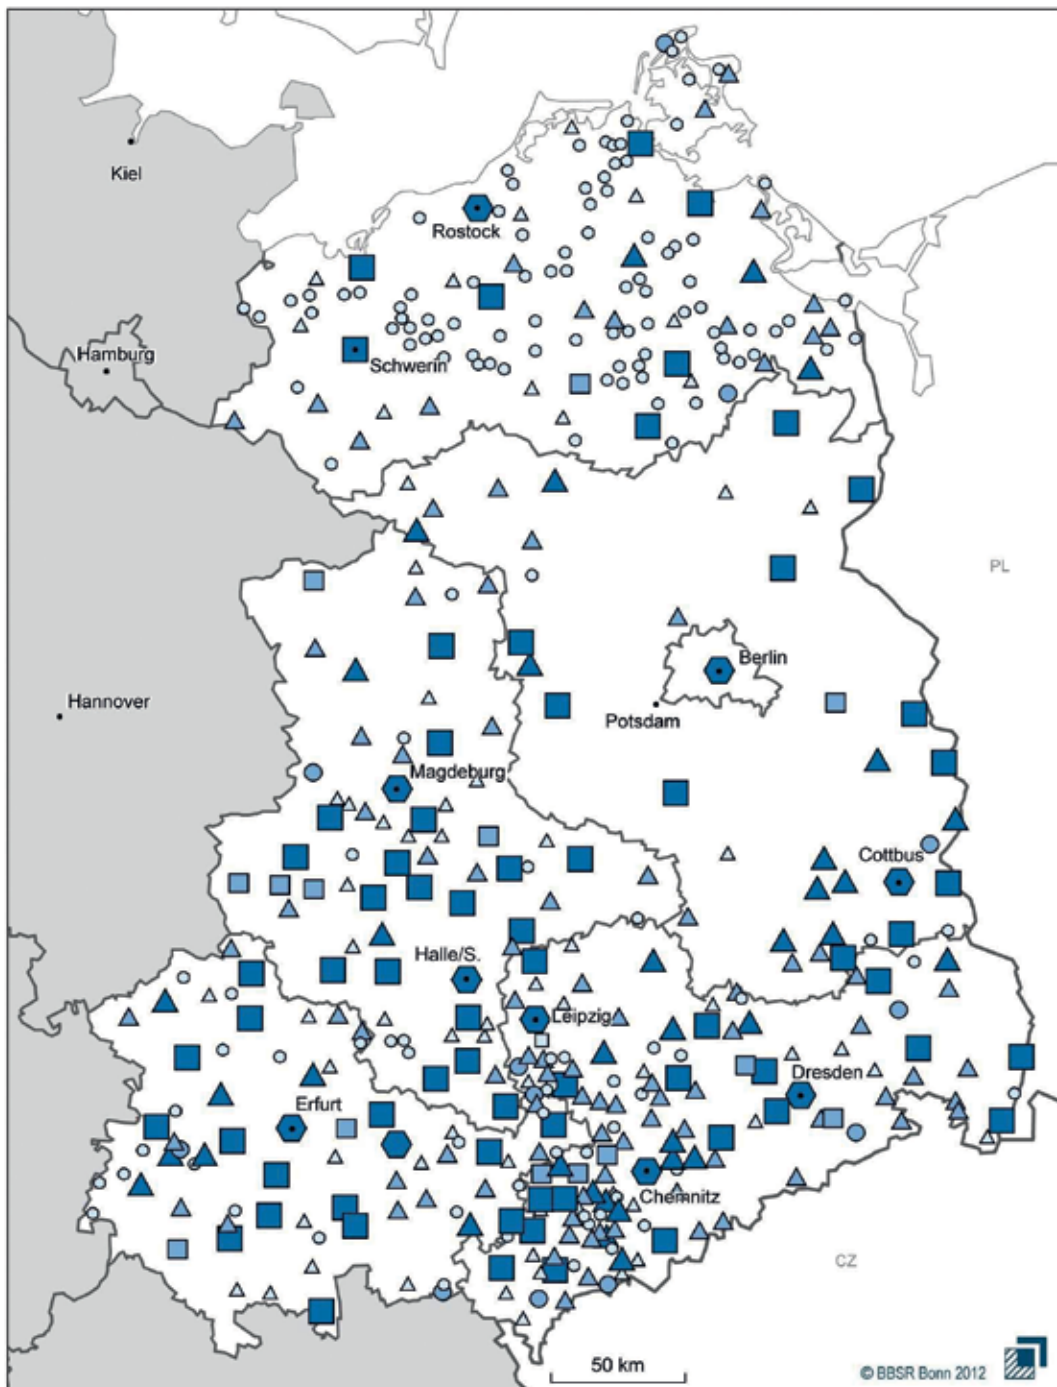 Kiel
Rostock
Schwerin
Hamburg
PL
Berlin
Hannover
Potsdam
Magdeburg
Cottbus
Halle/S.
Leipzig
Dresden
Erfurt
Chemnitz
CZ
50 km
© BBSR Bonn 2012